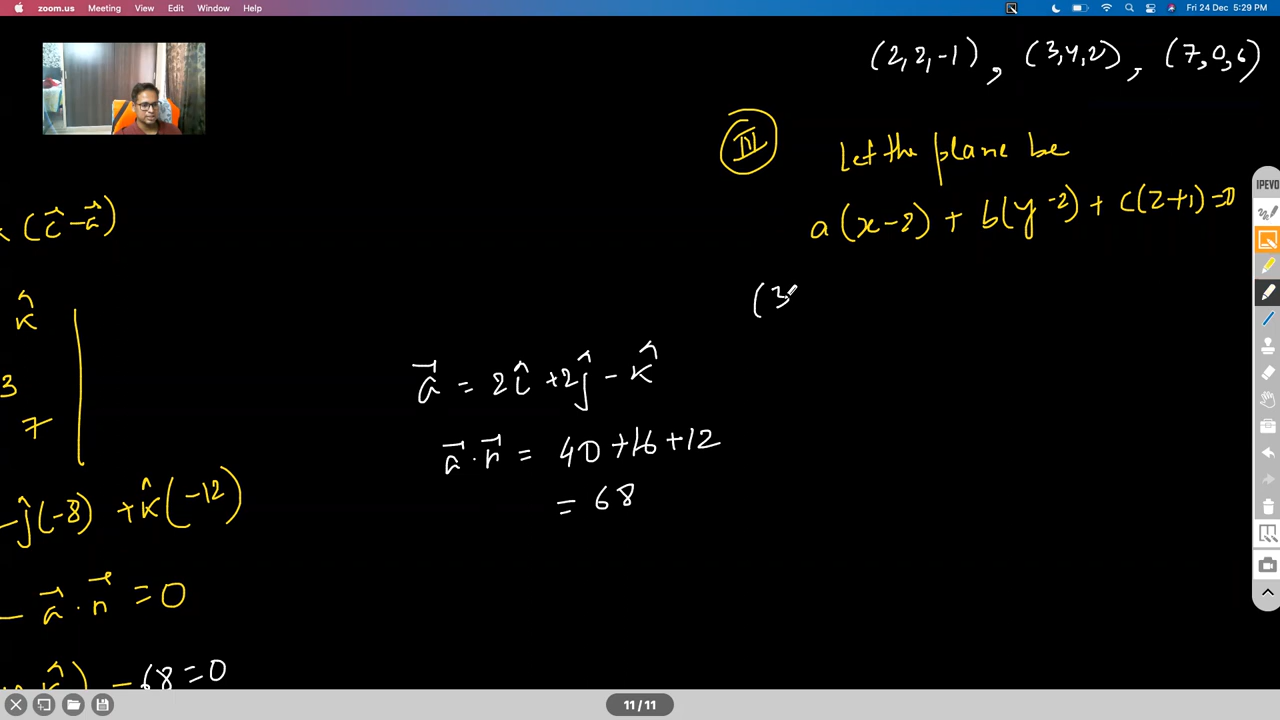 zoom.us Meeting View Edit Window Help Fri 24 Dec 5:29 PM
(2,2,-1), (3,4,2), (7,0,6)
III
Let the plane be
a(x-2) + b(y-2) + c(z+1)=0
(3
(c⃗-a⃗)
k̂
3
7
a⃗ = 2î+2ĵ-k̂
a⃗·n⃗ = 40+16+12
= 68
-ĵ(-8) +k̂(-12)
- a⃗·n⃗ =0
k̂) - 68=0
IPEVO
11/11